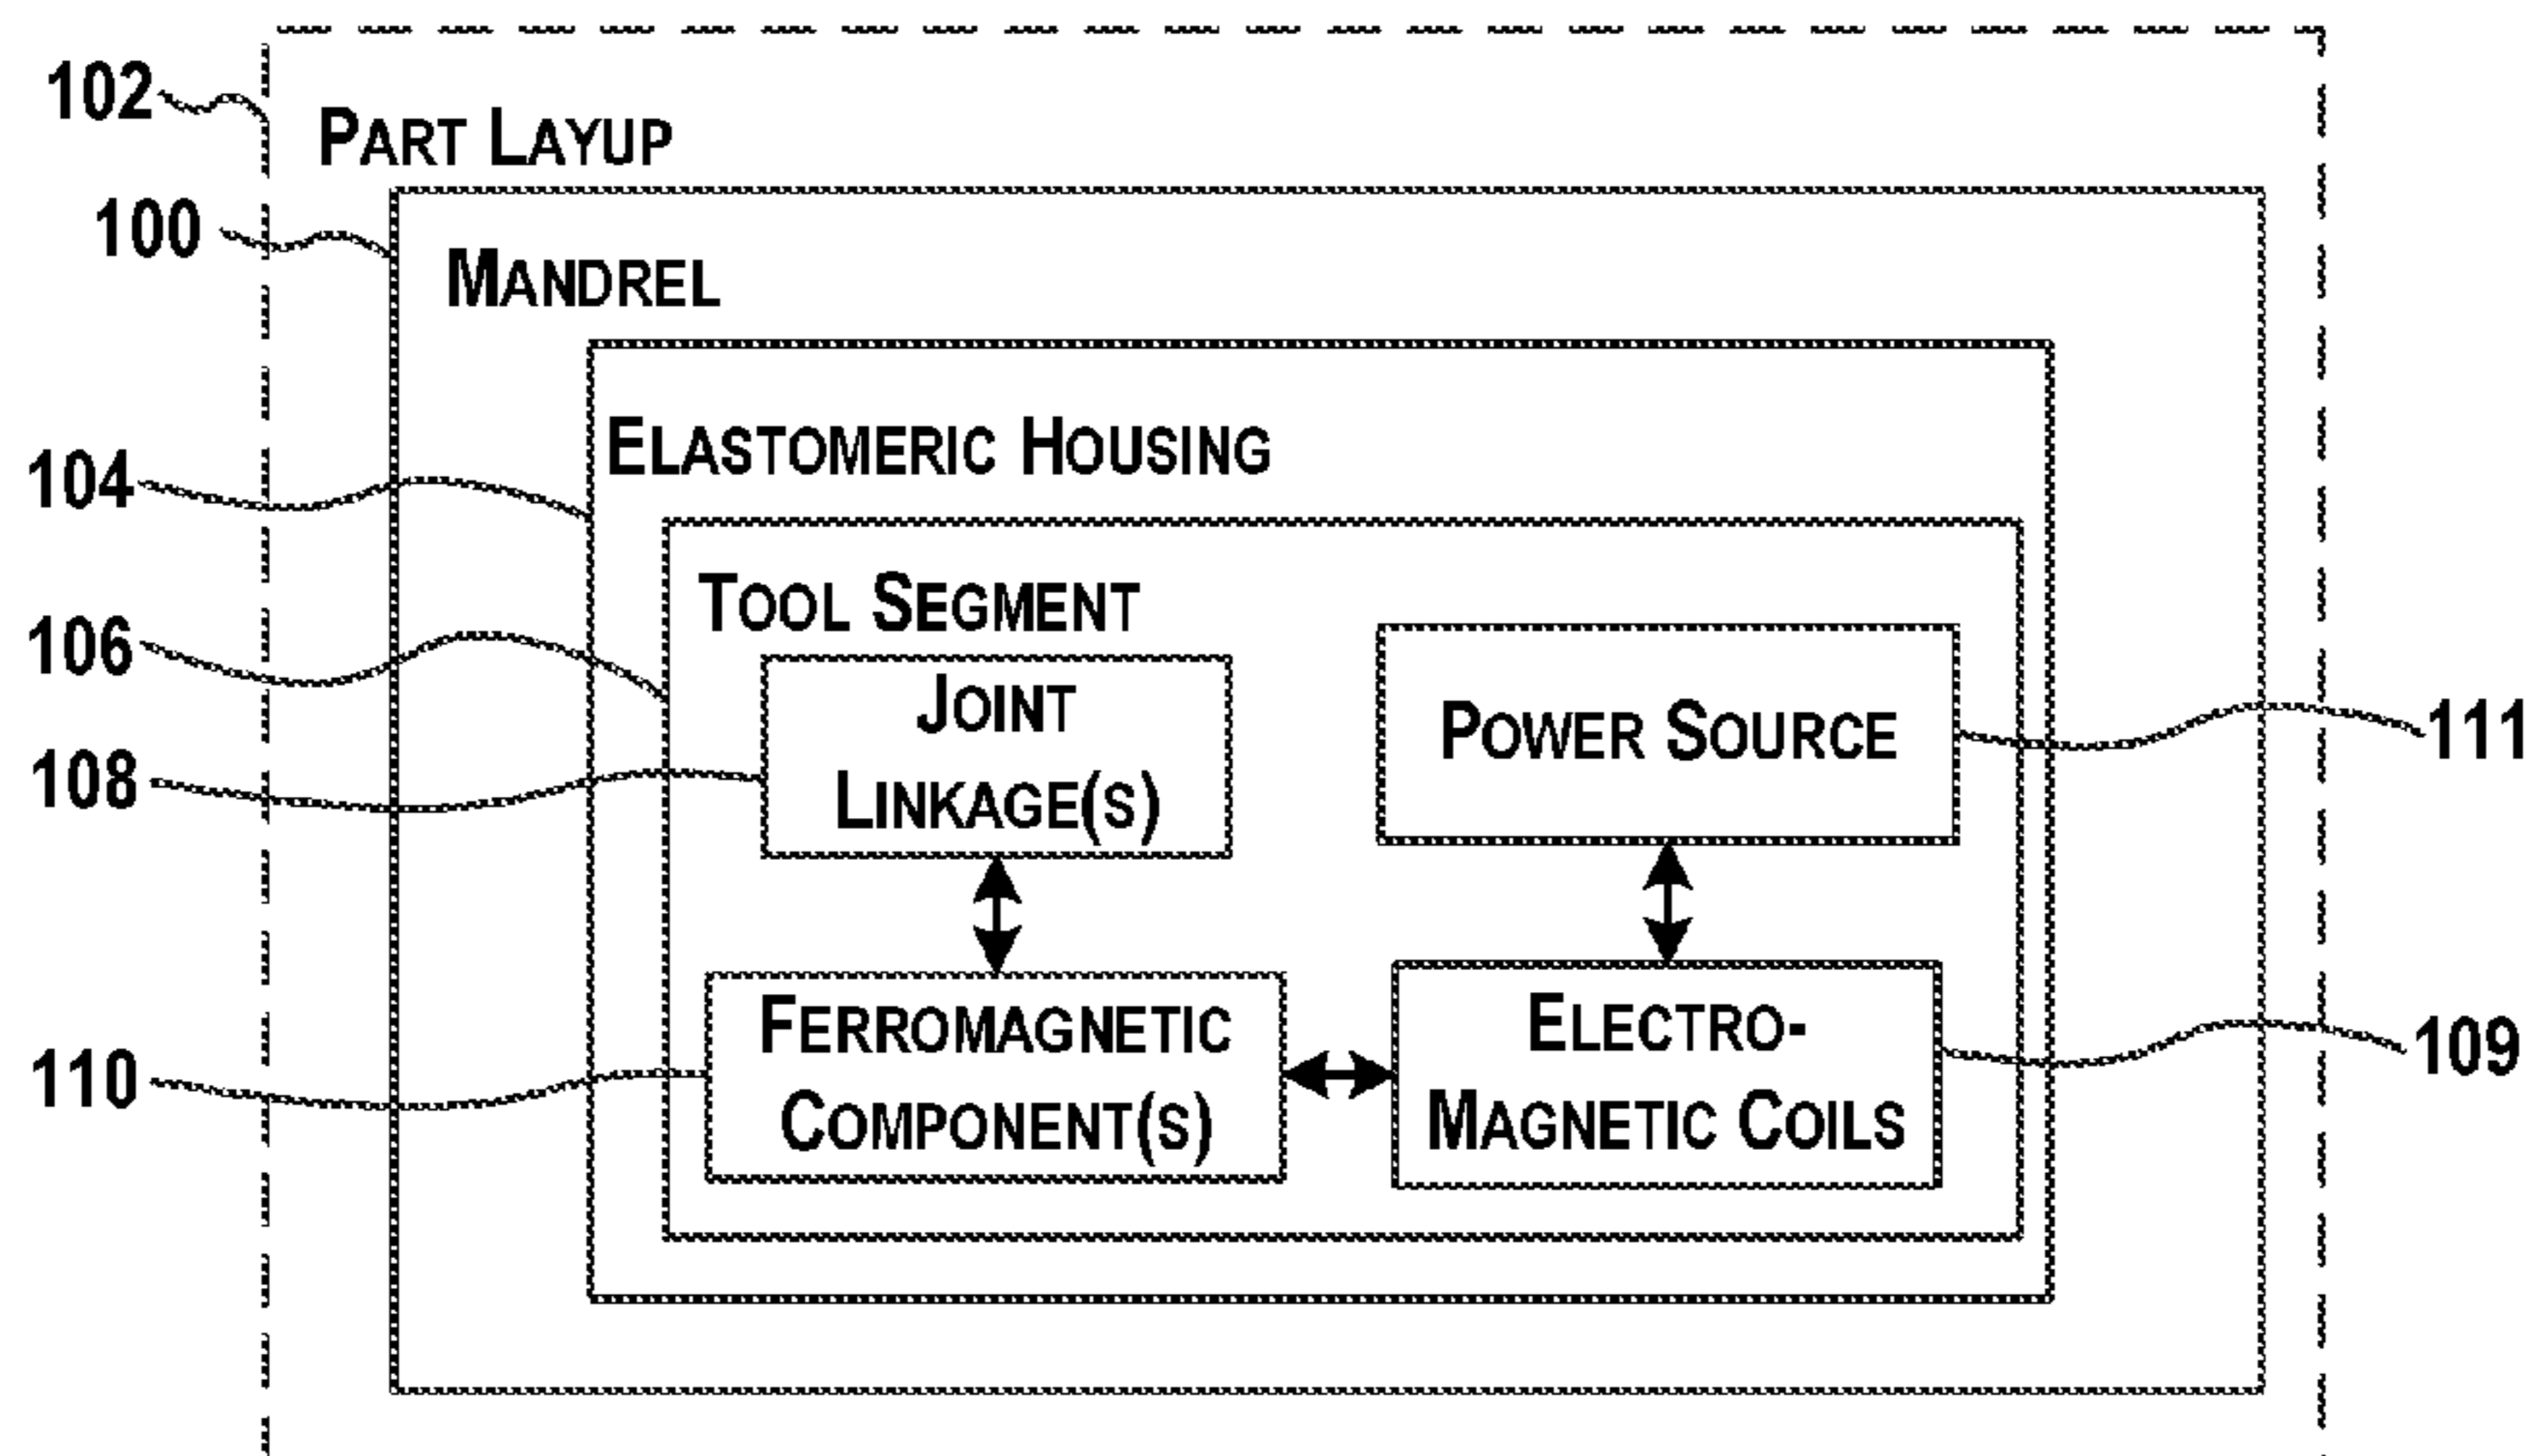 102
PART LAYUP
100
MANDREL
104
ELASTOMERIC HOUSING
106
TOOL SEGMENT
108
JOINT
LINKAGE(S)
POWER SOURCE
111
110
FERROMAGNETIC
COMPONENT(S)
ELECTRO-
MAGNETIC COILS
109